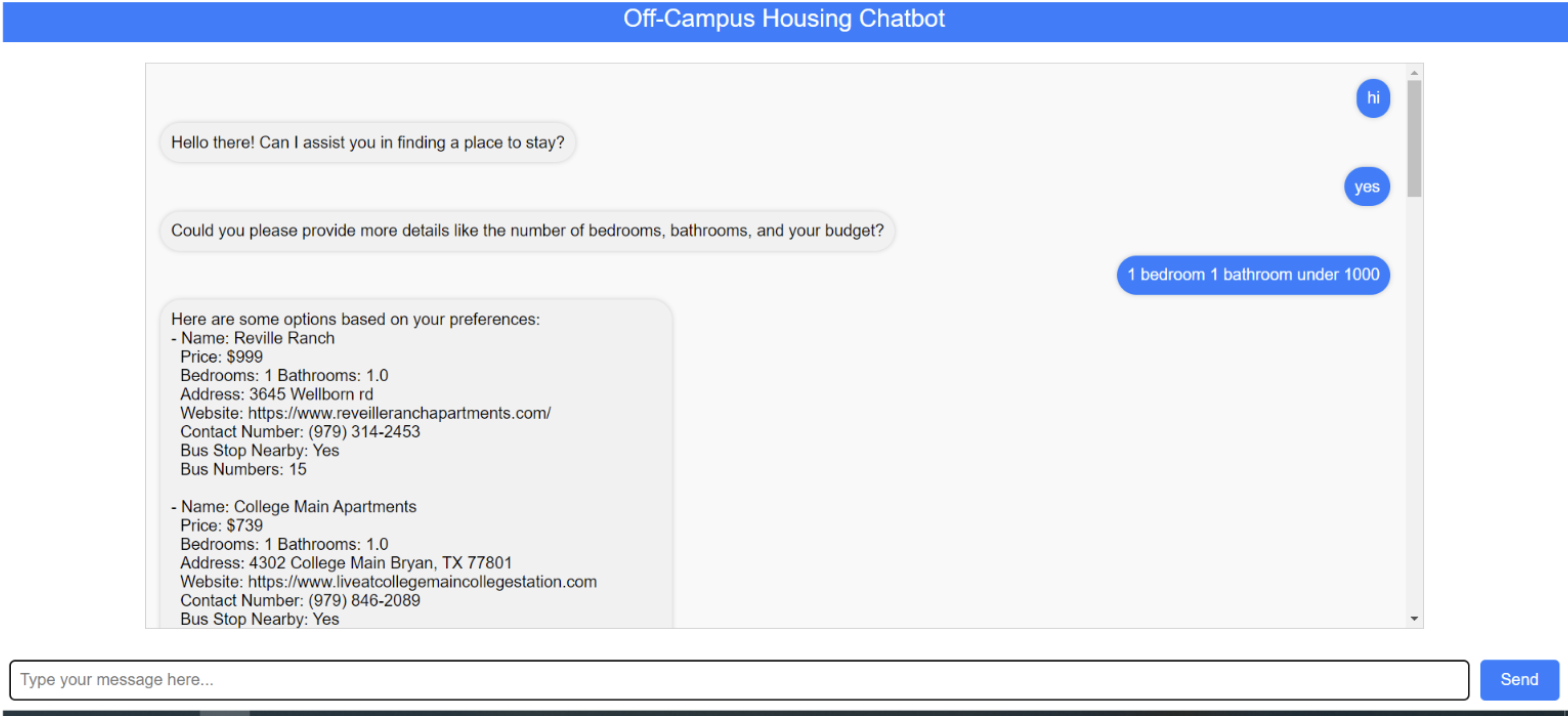 Off-Campus Housing Chatbot
hi
Hello there! Can I assist you in finding a place to stay?
yes
Could you please provide more details like the number of bedrooms, bathrooms, and your budget?
1 bedroom 1 bathroom under 1000
Here are some options based on your preferences:
- Name: Reville Ranch
Price: $999
Bedrooms: 1 Bathrooms: 1.0
Address: 3645 Wellborn rd
Website: https://www.reveilleranchapartments.com/
Contact Number: (979) 314-2453
Bus Stop Nearby: Yes
Bus Numbers: 15
- Name: College Main Apartments
Price: $739
Bedrooms: 1 Bathrooms: 1.0
Address: 4302 College Main Bryan, TX 77801
Website: https://www.liveatcollegemaincollegestation.com
Contact Number: (979) 846-2089
Bus Stop Nearby: Yes
Type your message here...
Send